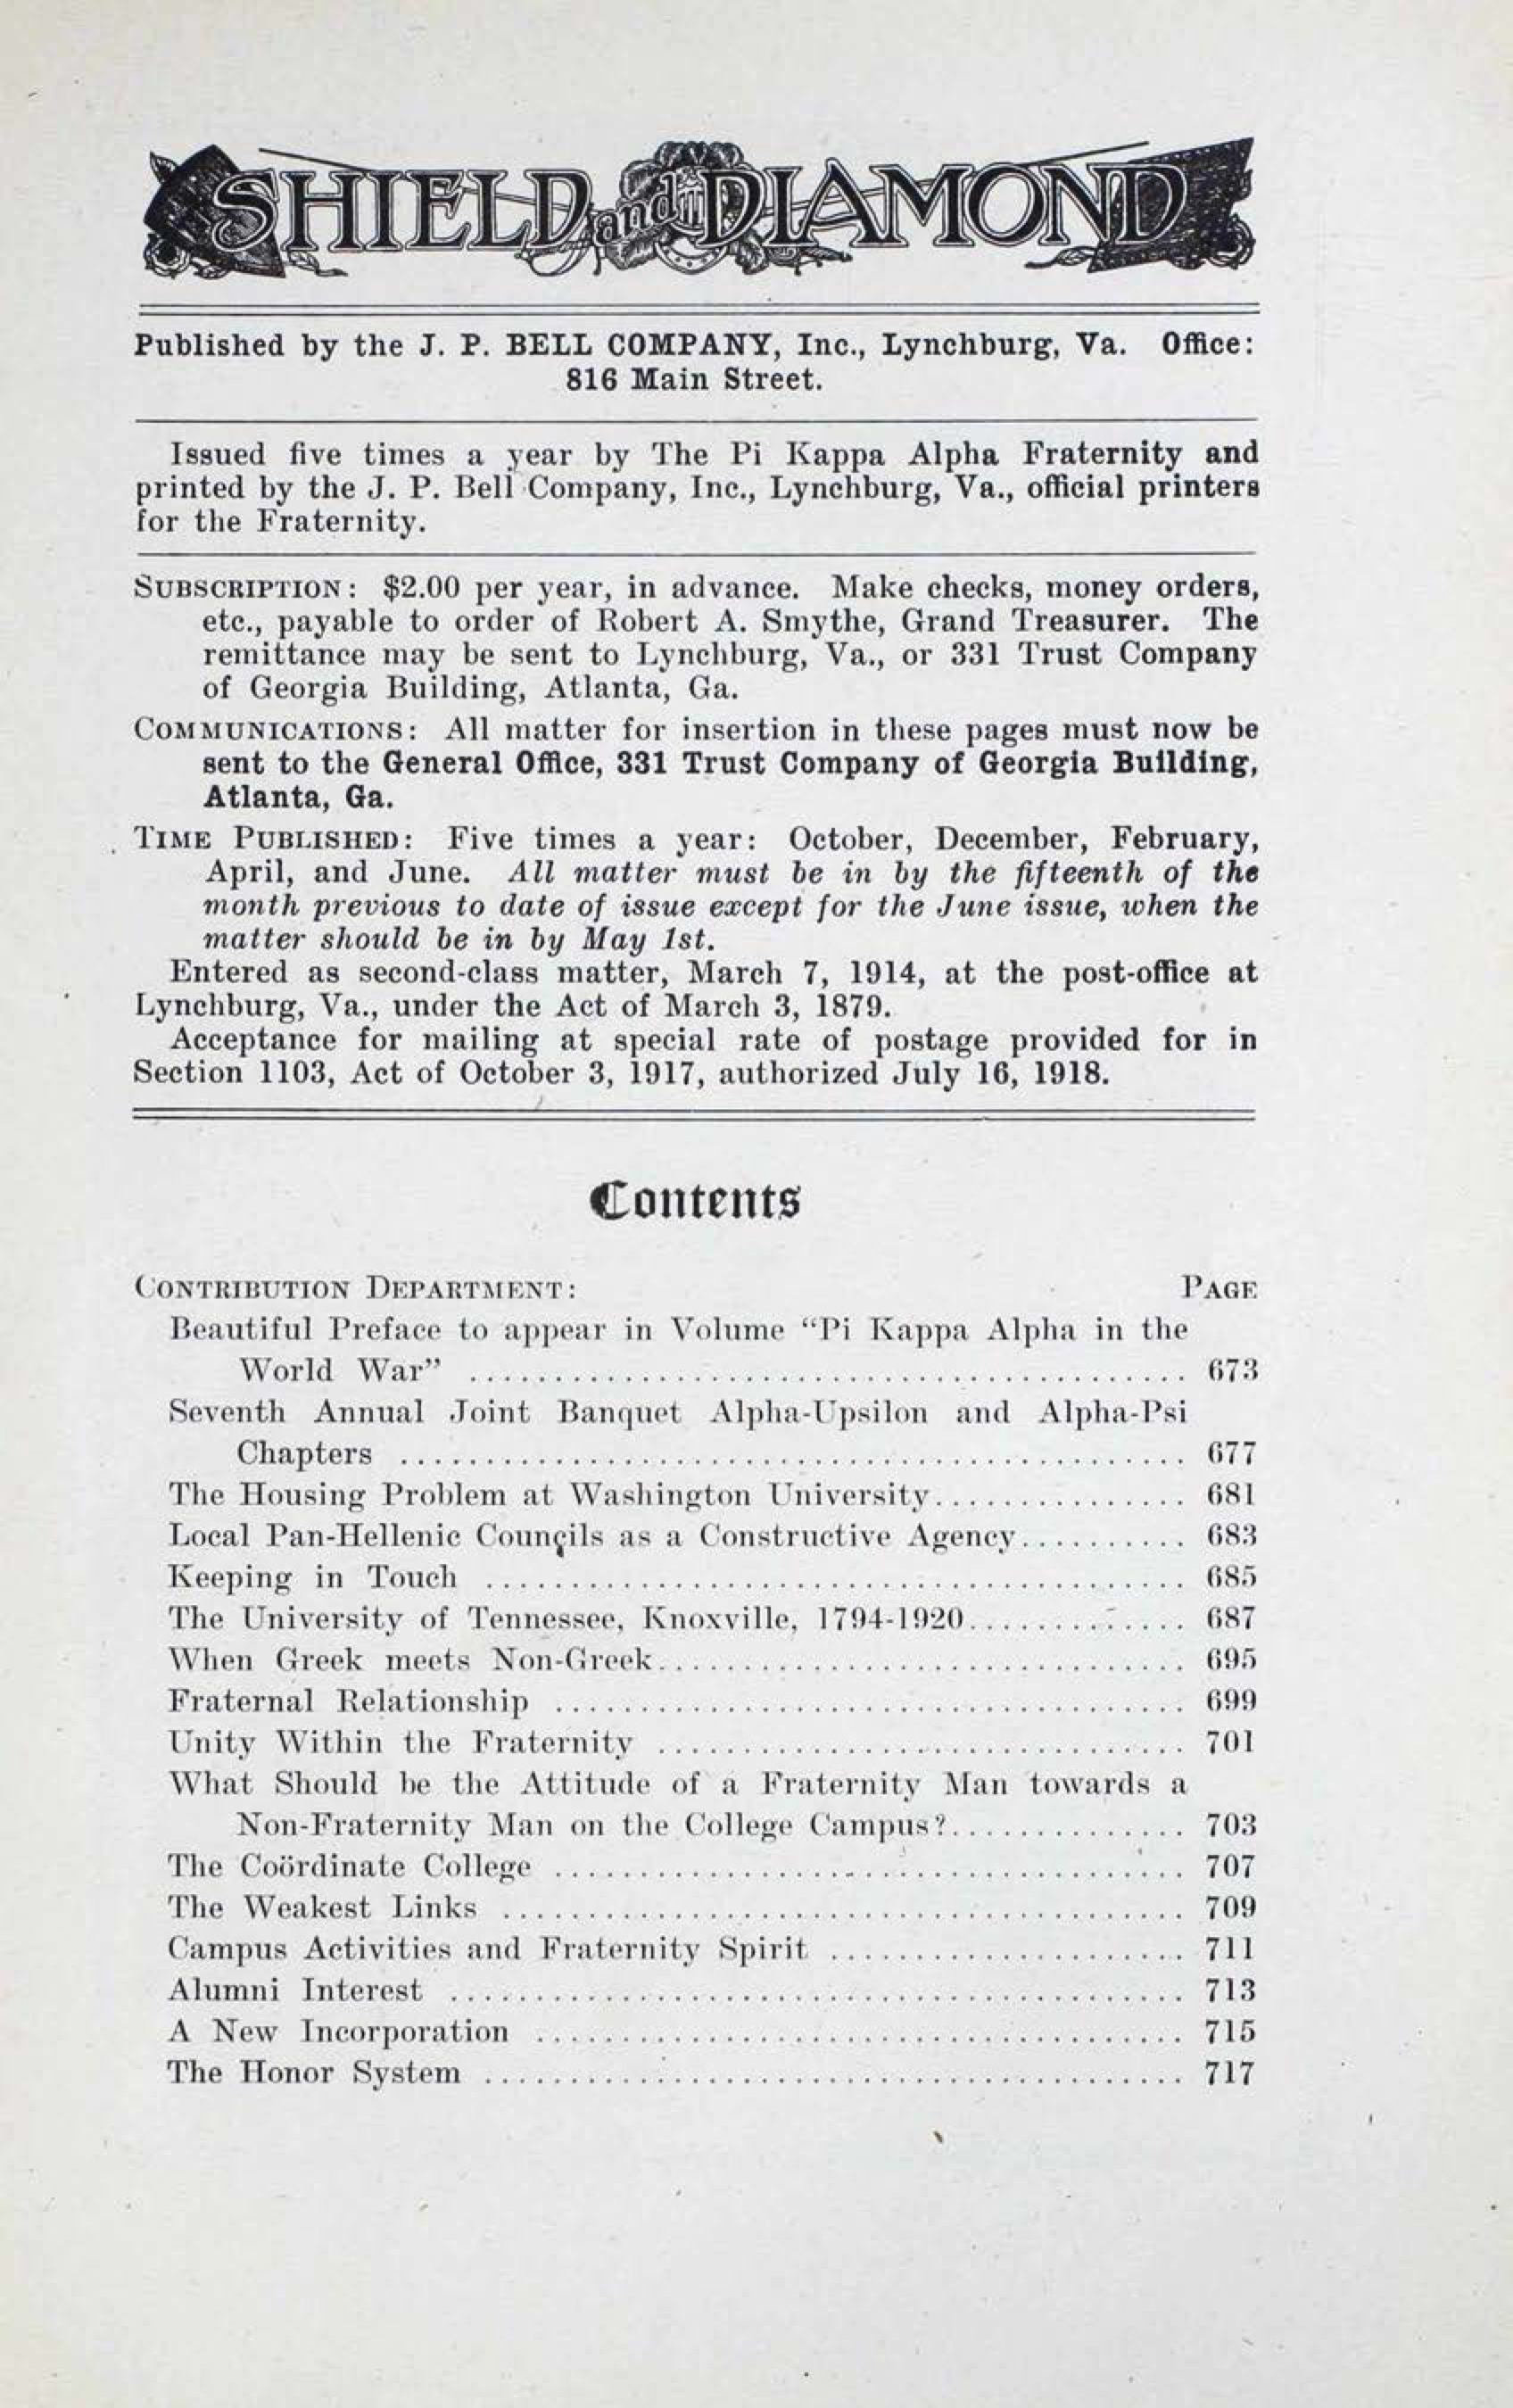 SHIELD and DIAMOND
Published by the J. P. BELL COMPANY, Inc., Lynchburg, Va. Office:
816 Main Street.
Issued five times a year by The Pi Kappa Alpha Fraternity and
printed by the J. P. Bell Company, Inc., Lynchburg, Va., official printers
for the Fraternity.
SUBSCRIPTION: $2.00 per year, in advance. Make checks, money orders,
etc., payable to order of Robert A. Smythe, Grand Treasurer. The
remittance may be sent to Lynchburg, Va., or 331 Trust Company
of Georgia Building, Atlanta, Ga.
COMMUNICATIONS: All matter for insertion in these pages must now be
sent to the General Office, 331 Trust Company of Georgia Building,
Atlanta, Ga.
TIME PUBLISHED: Five times a year: October, December, February,
April, and June. All matter must be in by the fifteenth of the
month previous to date of issue except for the June issue, when the
matter should be in by May 1st.
Entered as second-class matter, March 7, 1914, at the post-office at
Lynchburg, Va., under the Act of March 3, 1879.
Acceptance for mailing at special rate of postage provided for in
Section 1103, Act of October 3, 1917, authorized July 16, 1918.
Contents
CONTRIBUTION DEPARTMENT: PAGE
Beautiful Preface to appear in Volume "Pi Kappa Alpha in the
World War" ........................................ 673
Seventh Annual Joint Banquet Alpha-Upsilon and Alpha-Psi
Chapters ............................................ 677
The Housing Problem at Washington University............... 681
Local Pan-Hellenic Councils as a Constructive Agency.......... 683
Keeping in Touch ....................................... 685
The University of Tennessee, Knoxville, 1794-1920............. 687
When Greek meets Non-Greek............................... 695
Fraternal Relationship ................................... 699
Unity Within the Fraternity .............................. 701
What Should be the Attitude of a Fraternity Man towards a
Non-Fraternity Man on the College Campus?.............. 703
The Coördinate College ................................... 707
The Weakest Links ...................................... 709
Campus Activities and Fraternity Spirit .................... 711
Alumni Interest ......................................... 713
A New Incorporation .................................... 715
The Honor System ....................................... 717